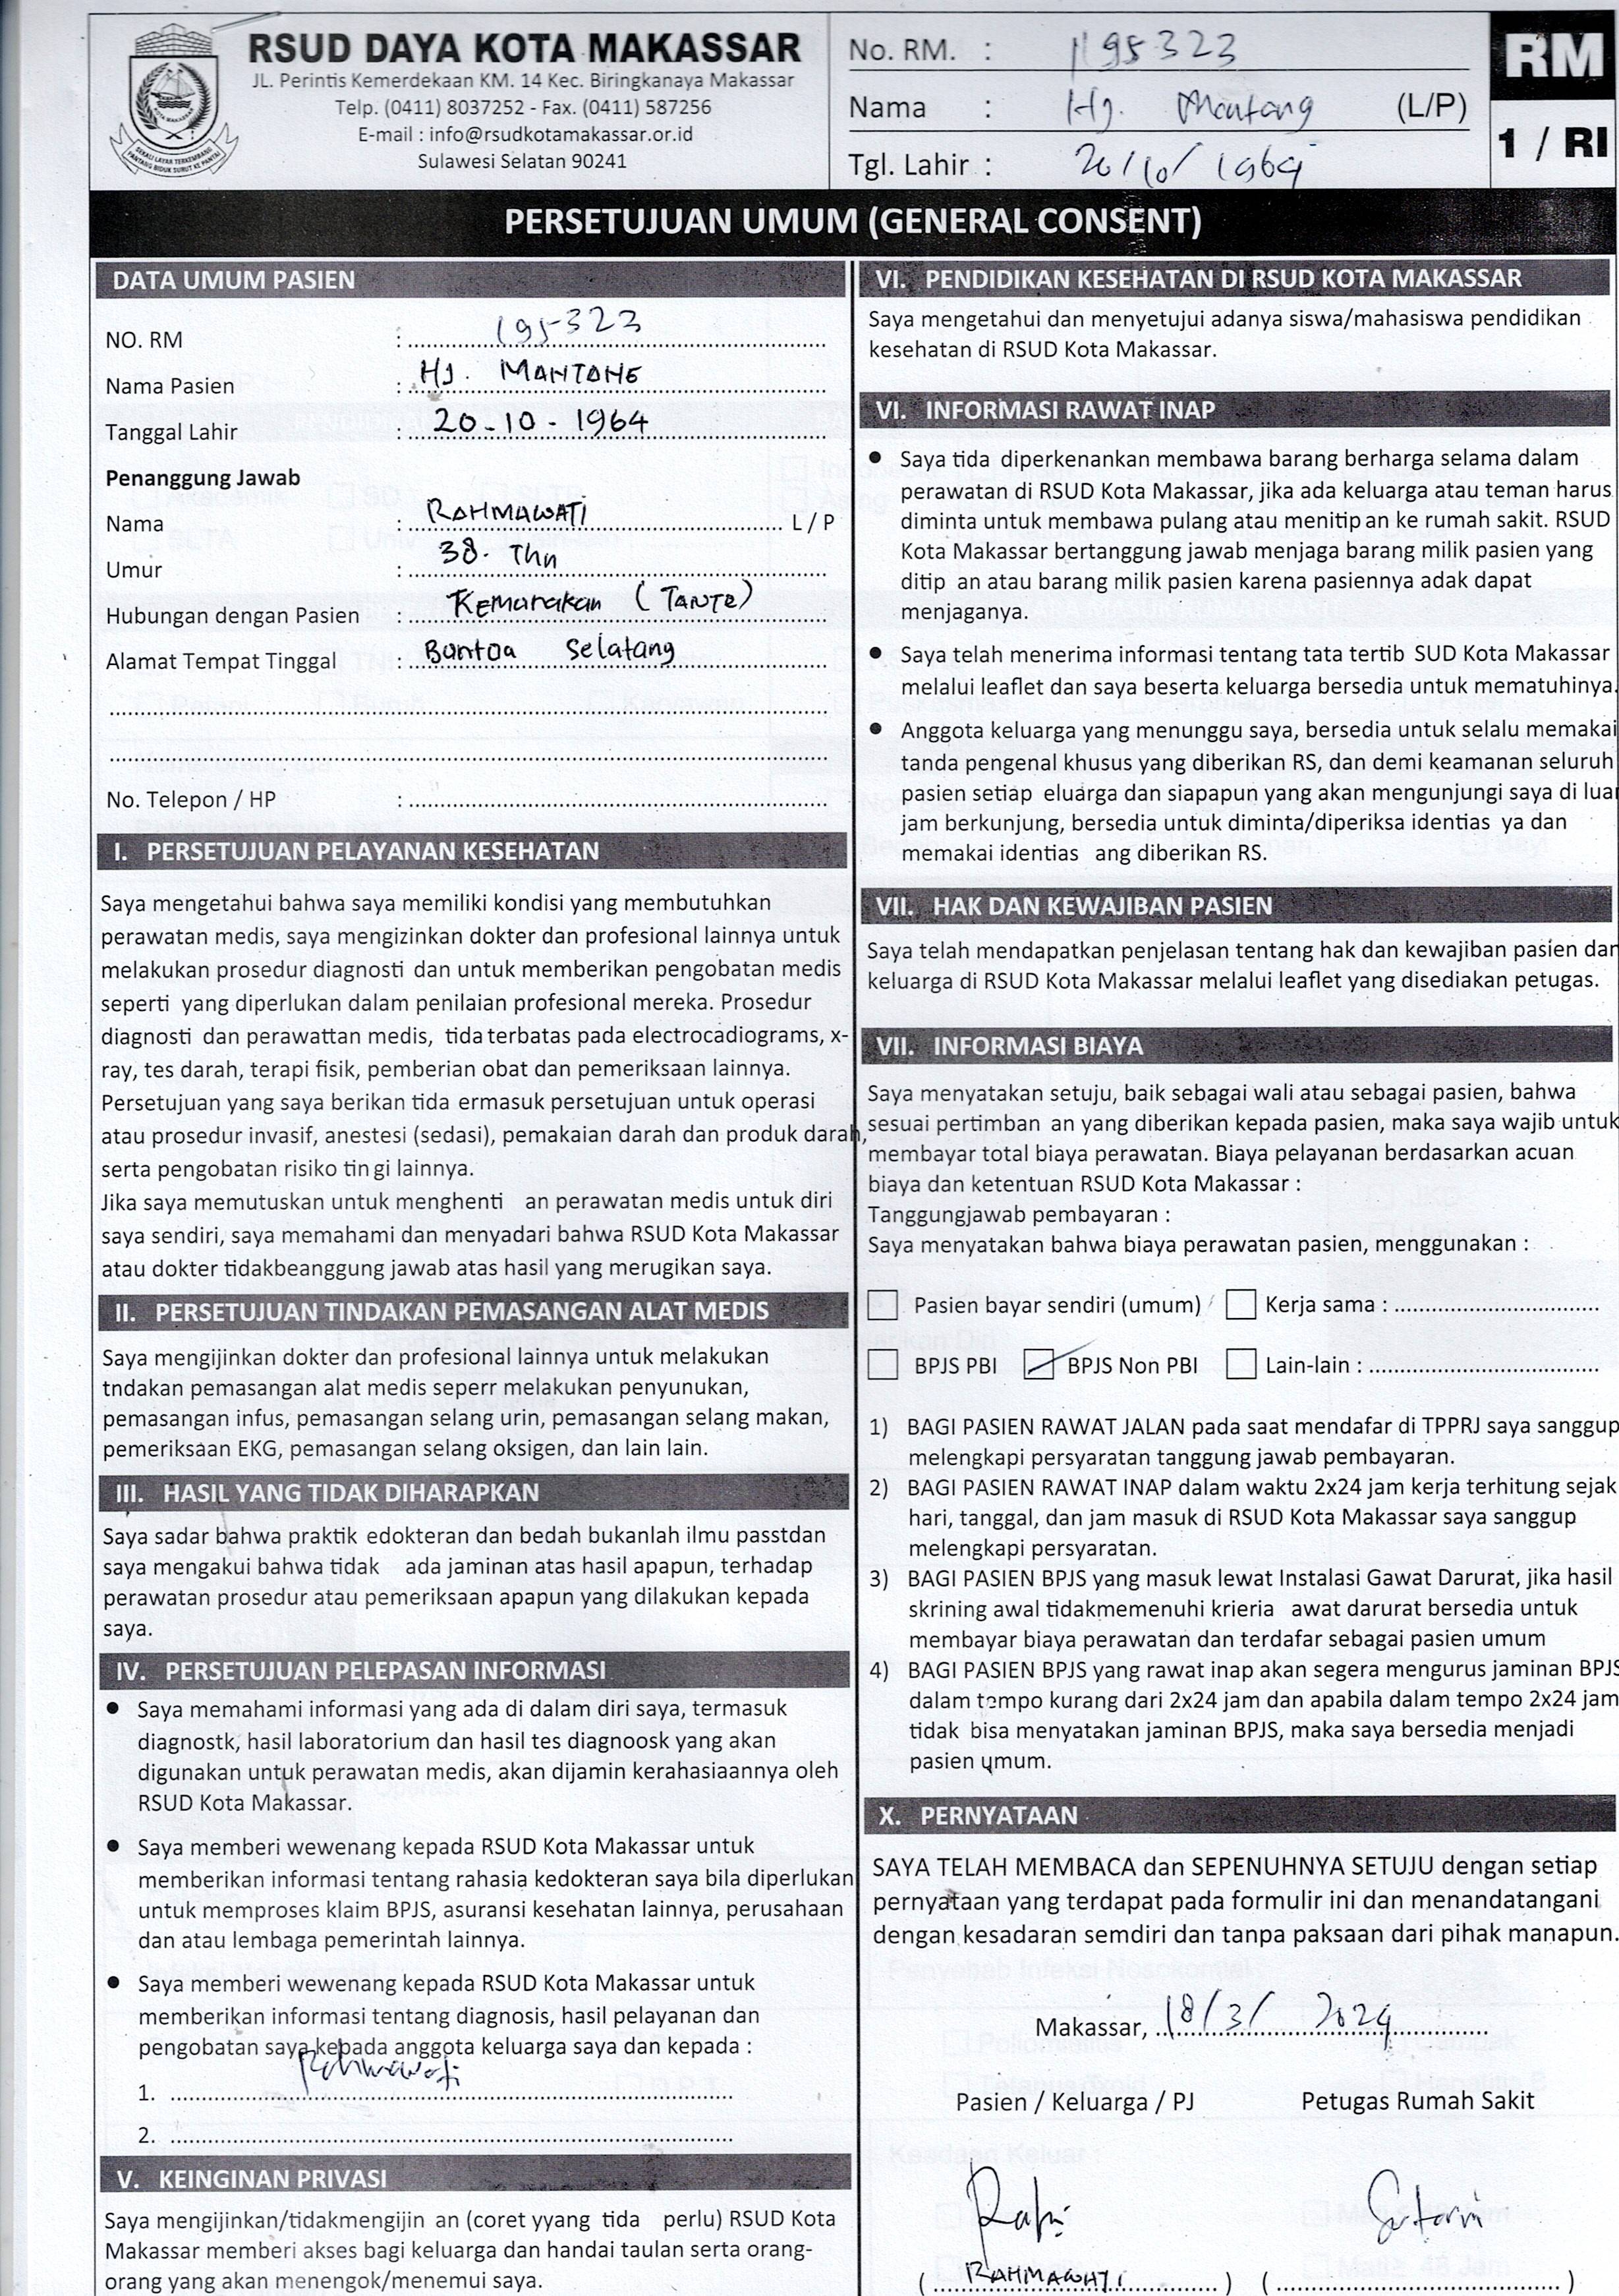 RSUD DAYA KOTA MAKASSAR
JL. Perintis Kemerdekaan KM. 14 Kec. Biringkanaya Makassar
Telp. (0411) 8037252 - Fax. (0411) 587256
E-mail : info@rsudkotamakassar.or.id
Sulawesi Selatan 90241
No. RM. : 195323
Nama : Hj. Mantang (L/P)
Tgl. Lahir : 20/10/1964
RM
1 / RI
PERSETUJUAN UMUM (GENERAL CONSENT)
DATA UMUM PASIEN
NO. RM : 195323
Nama Pasien : HJ. MANTANE
Tanggal Lahir : 20-10-1964
Penanggung Jawab
Nama : RAHMAWATI L / P
Umur : 38. Thn
Hubungan dengan Pasien : Kemanakan (TANTE)
Alamat Tempat Tinggal : Bontoa Selatang
No. Telepon / HP :
I. PERSETUJUAN PELAYANAN KESEHATAN
Saya mengetahui bahwa saya memiliki kondisi yang membutuhkan
perawatan medis, saya mengizinkan dokter dan profesional lainnya untuk
melakukan prosedur diagnosti dan untuk memberikan pengobatan medis
seperti yang diperlukan dalam penilaian profesional mereka. Prosedur
diagnosti dan perawattan medis, tida terbatas pada electrocadiograms, x-
ray, tes darah, terapi fisik, pemberian obat dan pemeriksaan lainnya.
Persetujuan yang saya berikan tida ermasuk persetujuan untuk operasi
atau prosedur invasif, anestesi (sedasi), pemakaian darah dan produk darah,
serta pengobatan risiko tin gi lainnya.
Jika saya memutuskan untuk menghenti an perawatan medis untuk diri
saya sendiri, saya memahami dan menyadari bahwa RSUD Kota Makassar
atau dokter tidakbeanggung jawab atas hasil yang merugikan saya.
II. PERSETUJUAN TINDAKAN PEMASANGAN ALAT MEDIS
Saya mengijinkan dokter dan profesional lainnya untuk melakukan
tndakan pemasangan alat medis seperr melakukan penyunukan,
pemasangan infus, pemasangan selang urin, pemasangan selang makan,
pemeriksaan EKG, pemasangan selang oksigen, dan lain lain.
III. HASIL YANG TIDAK DIHARAPKAN
Saya sadar bahwa praktik edokteran dan bedah bukanlah ilmu passtdan
saya mengakui bahwa tidak ada jaminan atas hasil apapun, terhadap
perawatan prosedur atau pemeriksaan apapun yang dilakukan kepada
saya.
IV. PERSETUJUAN PELEPASAN INFORMASI
● Saya memahami informasi yang ada di dalam diri saya, termasuk
diagnostk, hasil laboratorium dan hasil tes diagnoosk yang akan
digunakan untuk perawatan medis, akan dijamin kerahasiaannya oleh
RSUD Kota Makassar.
● Saya memberi wewenang kepada RSUD Kota Makassar untuk
memberikan informasi tentang rahasia kedokteran saya bila diperlukan
untuk memproses klaim BPJS, asuransi kesehatan lainnya, perusahaan
dan atau lembaga pemerintah lainnya.
● Saya memberi wewenang kepada RSUD Kota Makassar untuk
memberikan informasi tentang diagnosis, hasil pelayanan dan
pengobatan saya kepada anggota keluarga saya dan kepada :
1. Rahmawati
2.
V. KEINGINAN PRIVASI
Saya mengijinkan/tidakmengijin an (coret yyang tida perlu) RSUD Kota
Makassar memberi akses bagi keluarga dan handai taulan serta orang-
orang yang akan menengok/menemui saya.
VI. PENDIDIKAN KESEHATAN DI RSUD KOTA MAKASSAR
Saya mengetahui dan menyetujui adanya siswa/mahasiswa pendidikan
kesehatan di RSUD Kota Makassar.
VI. INFORMASI RAWAT INAP
● Saya tida diperkenankan membawa barang berharga selama dalam
perawatan di RSUD Kota Makassar, jika ada keluarga atau teman harus
diminta untuk membawa pulang atau menitip an ke rumah sakit. RSUD
Kota Makassar bertanggung jawab menjaga barang milik pasien yang
ditip an atau barang milik pasien karena pasiennya adak dapat
menjaganya.
● Saya telah menerima informasi tentang tata tertib SUD Kota Makassar
melalui leaflet dan saya beserta keluarga bersedia untuk mematuhinya.
● Anggota keluarga yang menunggu saya, bersedia untuk selalu memakai
tanda pengenal khusus yang diberikan RS, dan demi keamanan seluruh
pasien setiap eluarga dan siapapun yang akan mengunjungi saya di luar
jam berkunjung, bersedia untuk diminta/diperiksa identias ya dan
memakai identias ang diberikan RS.
VII. HAK DAN KEWAJIBAN PASIEN
Saya telah mendapatkan penjelasan tentang hak dan kewajiban pasien dan
keluarga di RSUD Kota Makassar melalui leaflet yang disediakan petugas.
VII. INFORMASI BIAYA
Saya menyatakan setuju, baik sebagai wali atau sebagai pasien, bahwa
sesuai pertimban an yang diberikan kepada pasien, maka saya wajib untuk
membayar total biaya perawatan. Biaya pelayanan berdasarkan acuan
biaya dan ketentuan RSUD Kota Makassar :
Tanggungjawab pembayaran :
Saya menyatakan bahwa biaya perawatan pasien, menggunakan :
Pasien bayar sendiri (umum) Kerja sama :
BPJS PBI BPJS Non PBI Lain-lain :
1) BAGI PASIEN RAWAT JALAN pada saat mendafar di TPPRJ saya sanggup
melengkapi persyaratan tanggung jawab pembayaran.
2) BAGI PASIEN RAWAT INAP dalam waktu 2x24 jam kerja terhitung sejak
hari, tanggal, dan jam masuk di RSUD Kota Makassar saya sanggup
melengkapi persyaratan.
3) BAGI PASIEN BPJS yang masuk lewat Instalasi Gawat Darurat, jika hasil
skrining awal tidakmemenuhi krieria awat darurat bersedia untuk
membayar biaya perawatan dan terdafar sebagai pasien umum
4) BAGI PASIEN BPJS yang rawat inap akan segera mengurus jaminan BPJS
dalam tempo kurang dari 2x24 jam dan apabila dalam tempo 2x24 jam
tidak bisa menyatakan jaminan BPJS, maka saya bersedia menjadi
pasien umum.
X. PERNYATAAN
SAYA TELAH MEMBACA dan SEPENUHNYA SETUJU dengan setiap
pernyataan yang terdapat pada formulir ini dan menandatangani
dengan kesadaran semdiri dan tanpa paksaan dari pihak manapun.
Makassar, 18/3/2024
Pasien / Keluarga / PJ Petugas Rumah Sakit
(RAHMAWATI) ( )